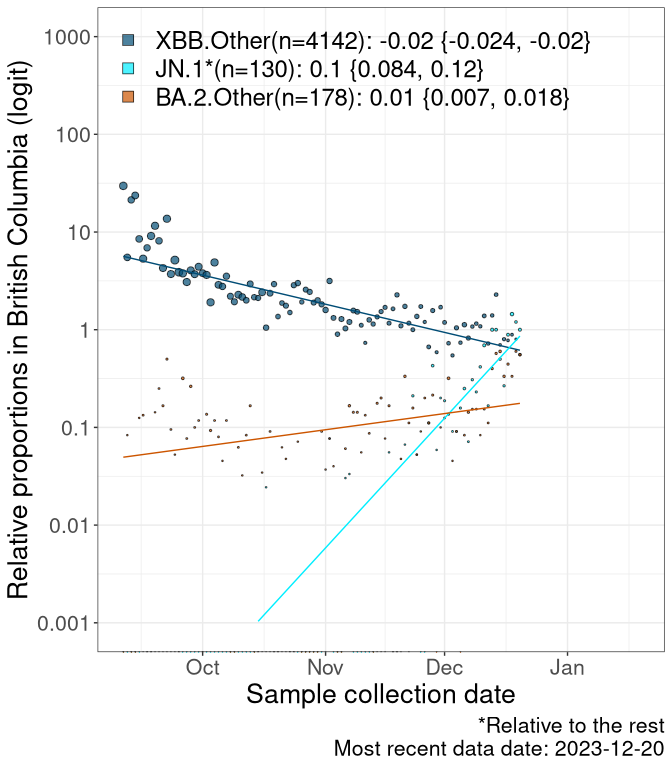 XBB.Other(n=4142): -0.02 {-0.024, -0.02}
JN.1*(n=130): 0.1 {0.084, 0.12}
BA.2.Other(n=178): 0.01 {0.007, 0.018}
Relative proportions in British Columbia (logit)
1000
100
10
1
0.1
0.01
0.001
Oct Nov Dec Jan
Sample collection date
*Relative to the rest
Most recent data date: 2023-12-20